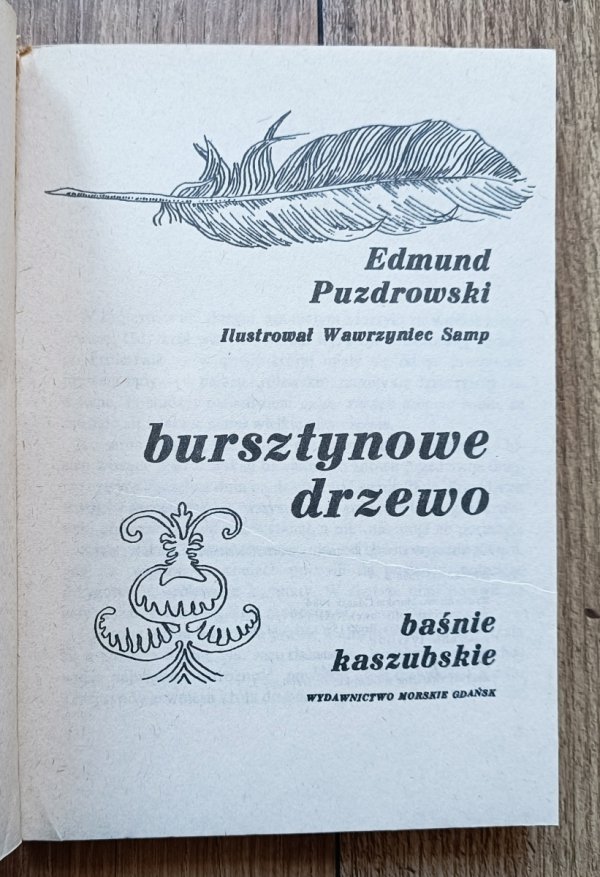 Edmund
Puzdrowski
Ilustrował Wawrzyniec Samp
bursztynowe
drzewo
baśnie
kaszubskie
WYDAWNICTWO MORSKIE GDAŃSK